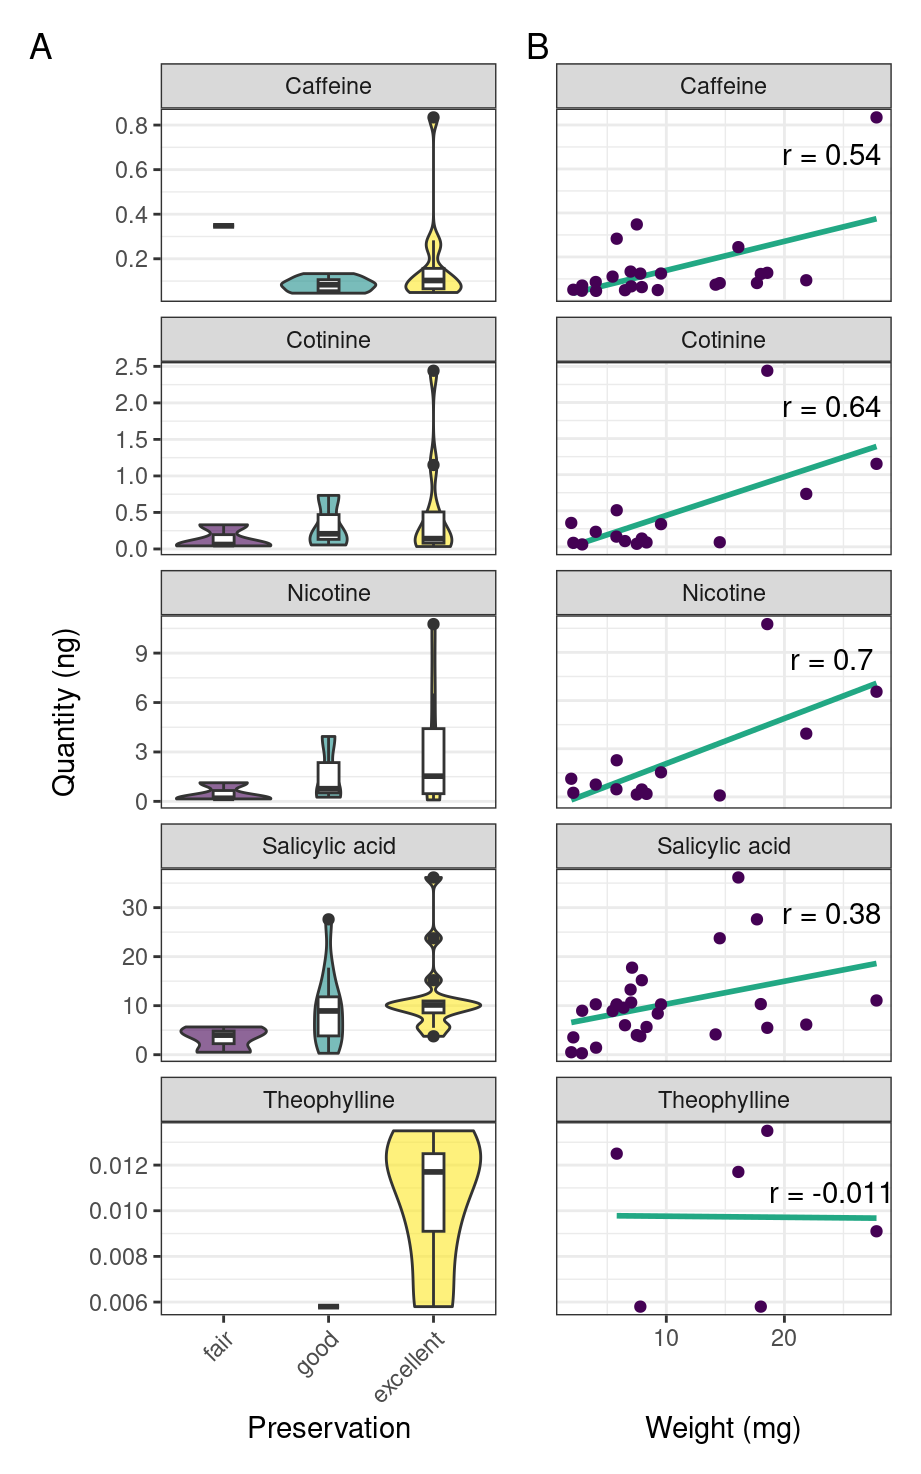 A
B
Caffeine
Caffeine
0.8
0.6
0.4
0.2
r = 0.54
Cotinine
Cotinine
2.5
2.0
1.5
1.0
0.5
0.0
r = 0.64
Nicotine
Nicotine
9
6
3
0
r = 0.7
Quantity (ng)
Salicylic acid
Salicylic acid
30
20
10
0
r = 0.38
Theophylline
Theophylline
0.012
0.010
0.008
0.006
r = -0.011
fair
good
excellent
10
20
Preservation
Weight (mg)